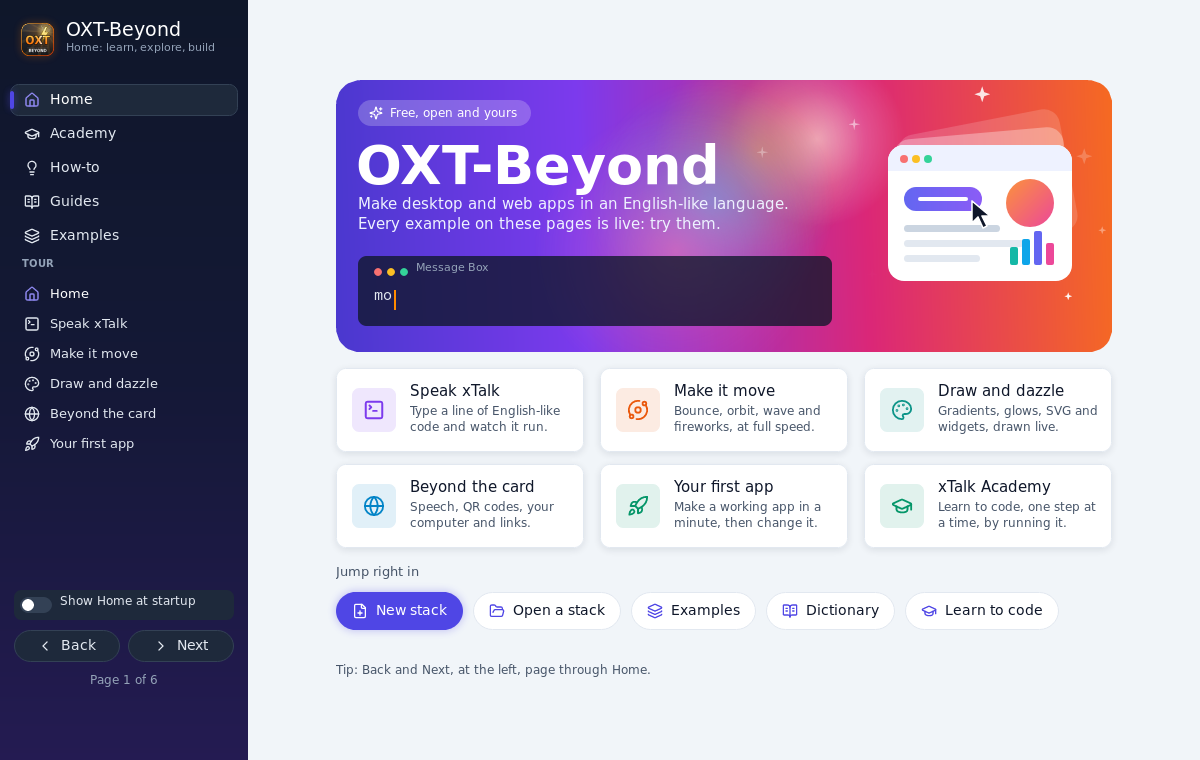 OXT
BEYOND
OXT-Beyond
Home: learn, explore, build
Home
Academy
How-to
Guides
Examples
TOUR
Home
Speak xTalk
Make it move
Draw and dazzle
Beyond the card
Your first app
Show Home at startup
Back
Next
Page 1 of 6
Free, open and yours
OXT-Beyond
Make desktop and web apps in an English-like language.
Every example on these pages is live: try them.
Message Box
mo
Speak xTalk
Type a line of English-like
code and watch it run.
Make it move
Bounce, orbit, wave and
fireworks, at full speed.
Draw and dazzle
Gradients, glows, SVG and
widgets, drawn live.
Beyond the card
Speech, QR codes, your
computer and links.
Your first app
Make a working app in a
minute, then change it.
xTalk Academy
Learn to code, one step at
a time, by running it.
Jump right in
New stack
Open a stack
Examples
Dictionary
Learn to code
Tip: Back and Next, at the left, page through Home.